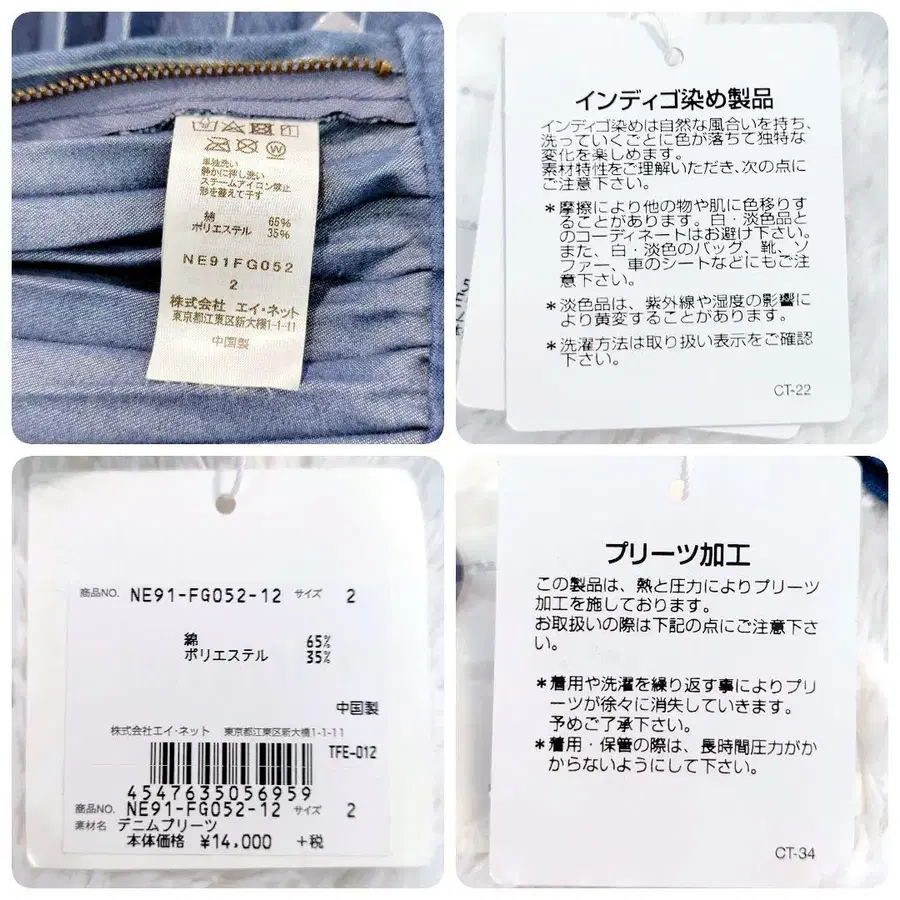 単独洗い
静かに押し洗い
スチームアイロン禁止
形を整えて干す
綿 65%
ポリエステル 35%
NE91FG052
2
株式会社 エイ・ネット
東京都江東区新大橋1-1-11
中国製
インディゴ染め製品
インディゴ染めは自然な風合いを持ち、
洗っていくごとに色が落ちて独特な
変化を楽しめます。
素材特性をご理解いただき、次の点に
ご注意下さい。
＊摩擦により他の物や肌に色移りす
ることがあります。白・淡色品と
のコーディネートはお避け下さい。
また、白・淡色のバッグ、靴、ソ
ファー、車のシートなどにもご注
意下さい。
＊淡色品は、紫外線や湿度の影響に
より黄変することがあります。
＊洗濯方法は取り扱い表示をご確認
下さい。
CT-22
商品NO. NE91-FG052-12 サイズ 2
綿 65%
ポリエステル 35%
中国製
株式会社エイ・ネット 東京都江東区新大橋1-1-11
TFE-012
4547635056959
商品NO. NE91-FG052-12 サイズ 2
素材名 デニムプリーツ
本体価格 ¥14,000 +税
プリーツ加工
この製品は、熱と圧力によりプリーツ
加工を施しております。
お取扱いの際は下記の点にご注意下さ
い。
＊着用や洗濯を繰り返す事によりプリ
ーツが徐々に消失していきます。
予めご了承下さい。
＊着用・保管の際は、長時間圧力がか
からないようにして下さい。
CT-34